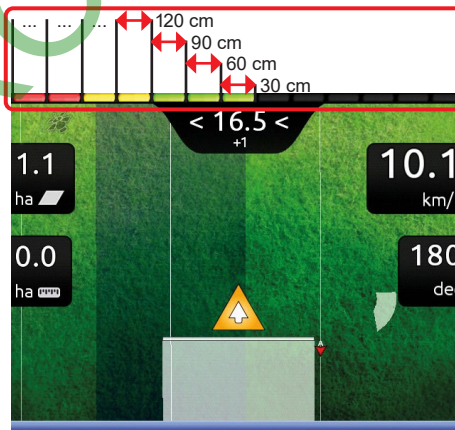 ... ... ... 120 cm
90 cm
60 cm
30 cm
< 16.5 <
+1
1.1
ha
10.1
km/
0.0
ha
180
de